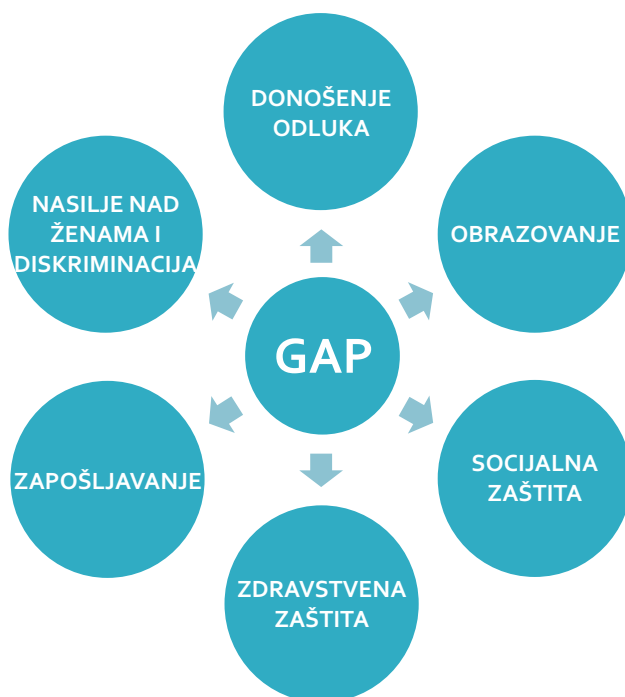 DONOŠENJE
ODLUKA
NASILJE NAD
ŽENAMA I
DISKRIMINACIJA
OBRAZOVANJE
GAP
ZAPOŠLJAVANJE
SOCIJALNA
ZAŠTITA
ZDRAVSTVENA
ZAŠTITA